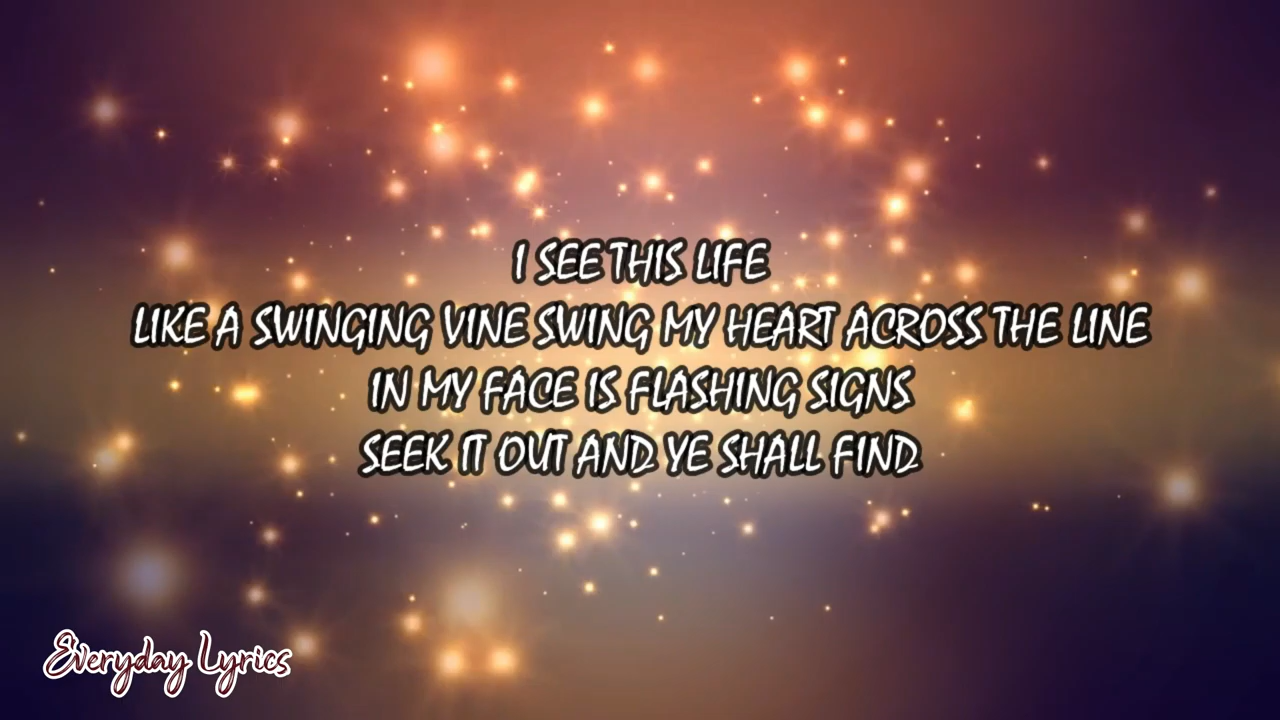 I SEE THIS LIFE
LIKE A SWINGING VINE SWING MY HEART ACROSS THE LINE
IN MY FACE IS FLASHING SIGNS
SEEK IT OUT AND YE SHALL FIND
Everyday Lyrics